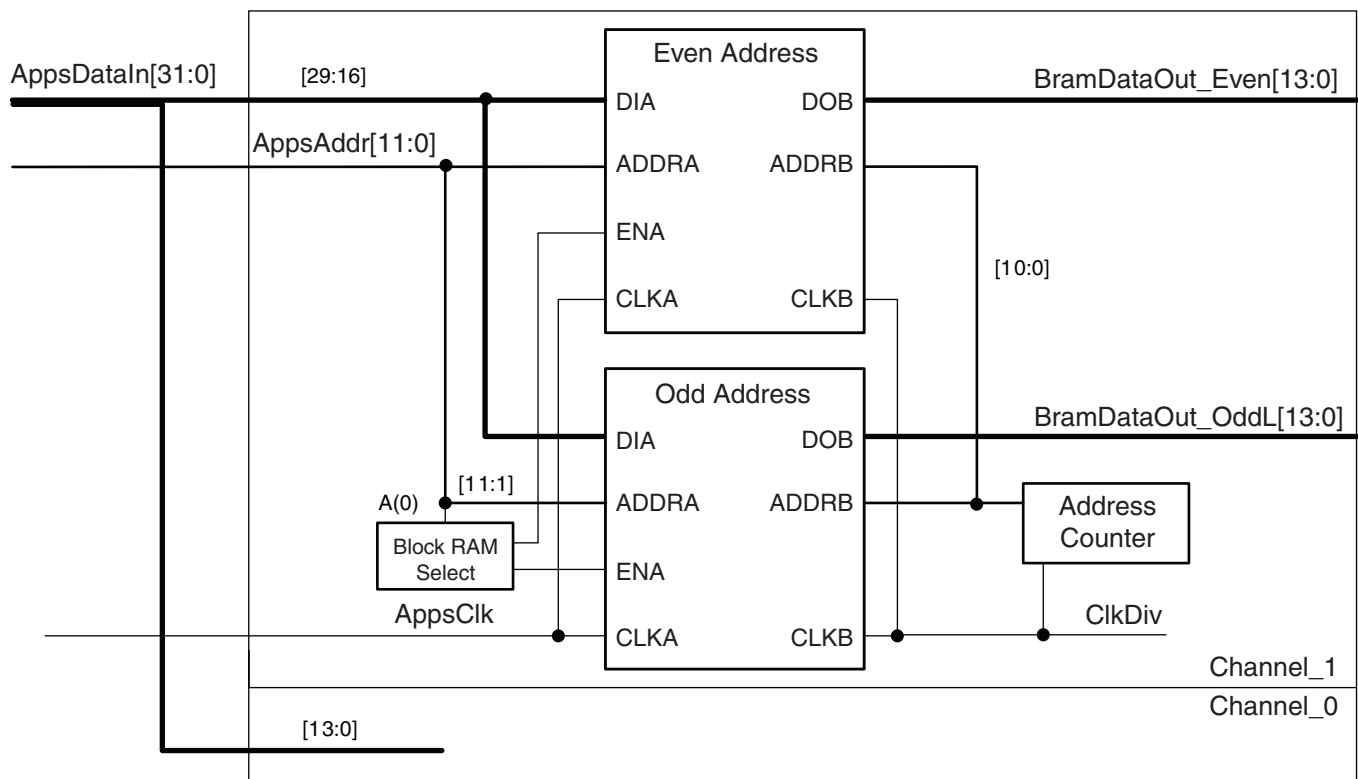 AppsDataIn[31:0]
[29:16]
AppsAddr[11:0]
Even Address
DIA
DOB
ADDRA
ADDRB
ENA
CLKA
CLKB
BramDataOut_Even[13:0]
[10:0]
Odd Address
DIA
DOB
ADDRA
ADDRB
ENA
CLKA
CLKB
BramDataOut_OddL[13:0]
[11:1]
A(0)
Block RAM
Select
AppsClk
Address
Counter
ClkDiv
Channel_1
Channel_0
[13:0]